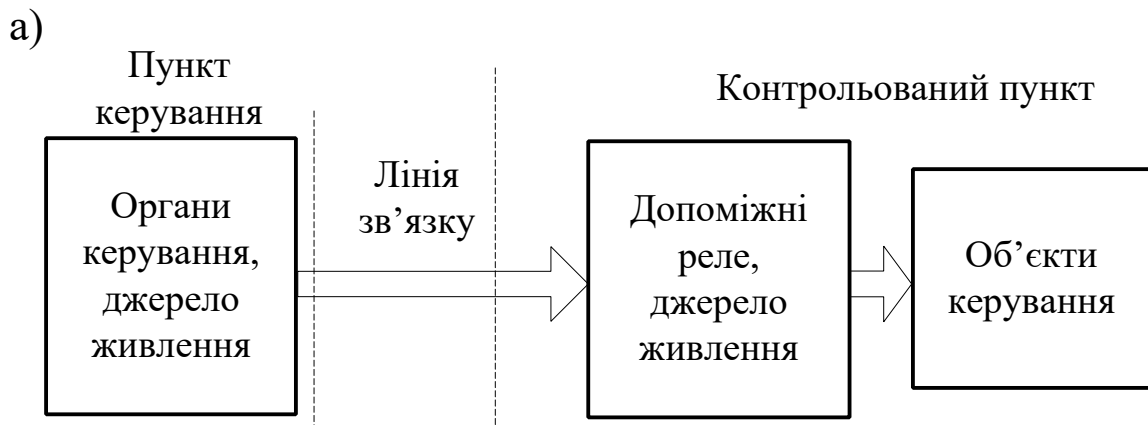 а)
Пункт
керування
Контрольований пункт
Лінія
зв’язку
Органи
керування,
джерело
живлення
Допоміжні
реле,
джерело
живлення
Об’єкти
керування